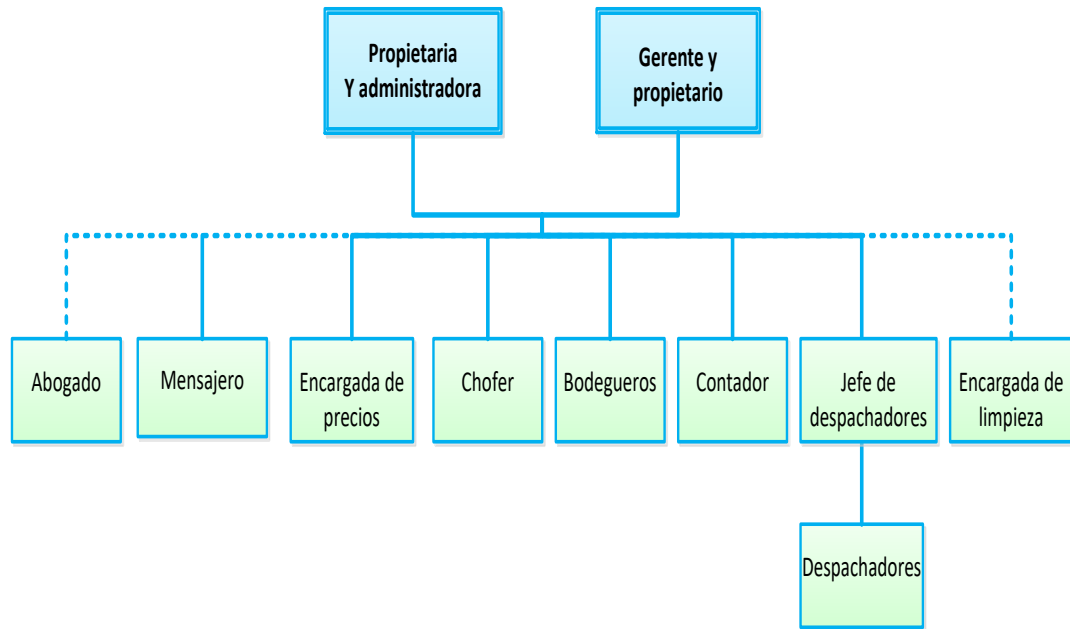 Propietaria
Y administradora
Gerente y
propietario
Abogado
Mensajero
Encargada de
precios
Chofer
Bodegueros
Contador
Jefe de
despachadores
Encargada de
limpieza
Despachadores